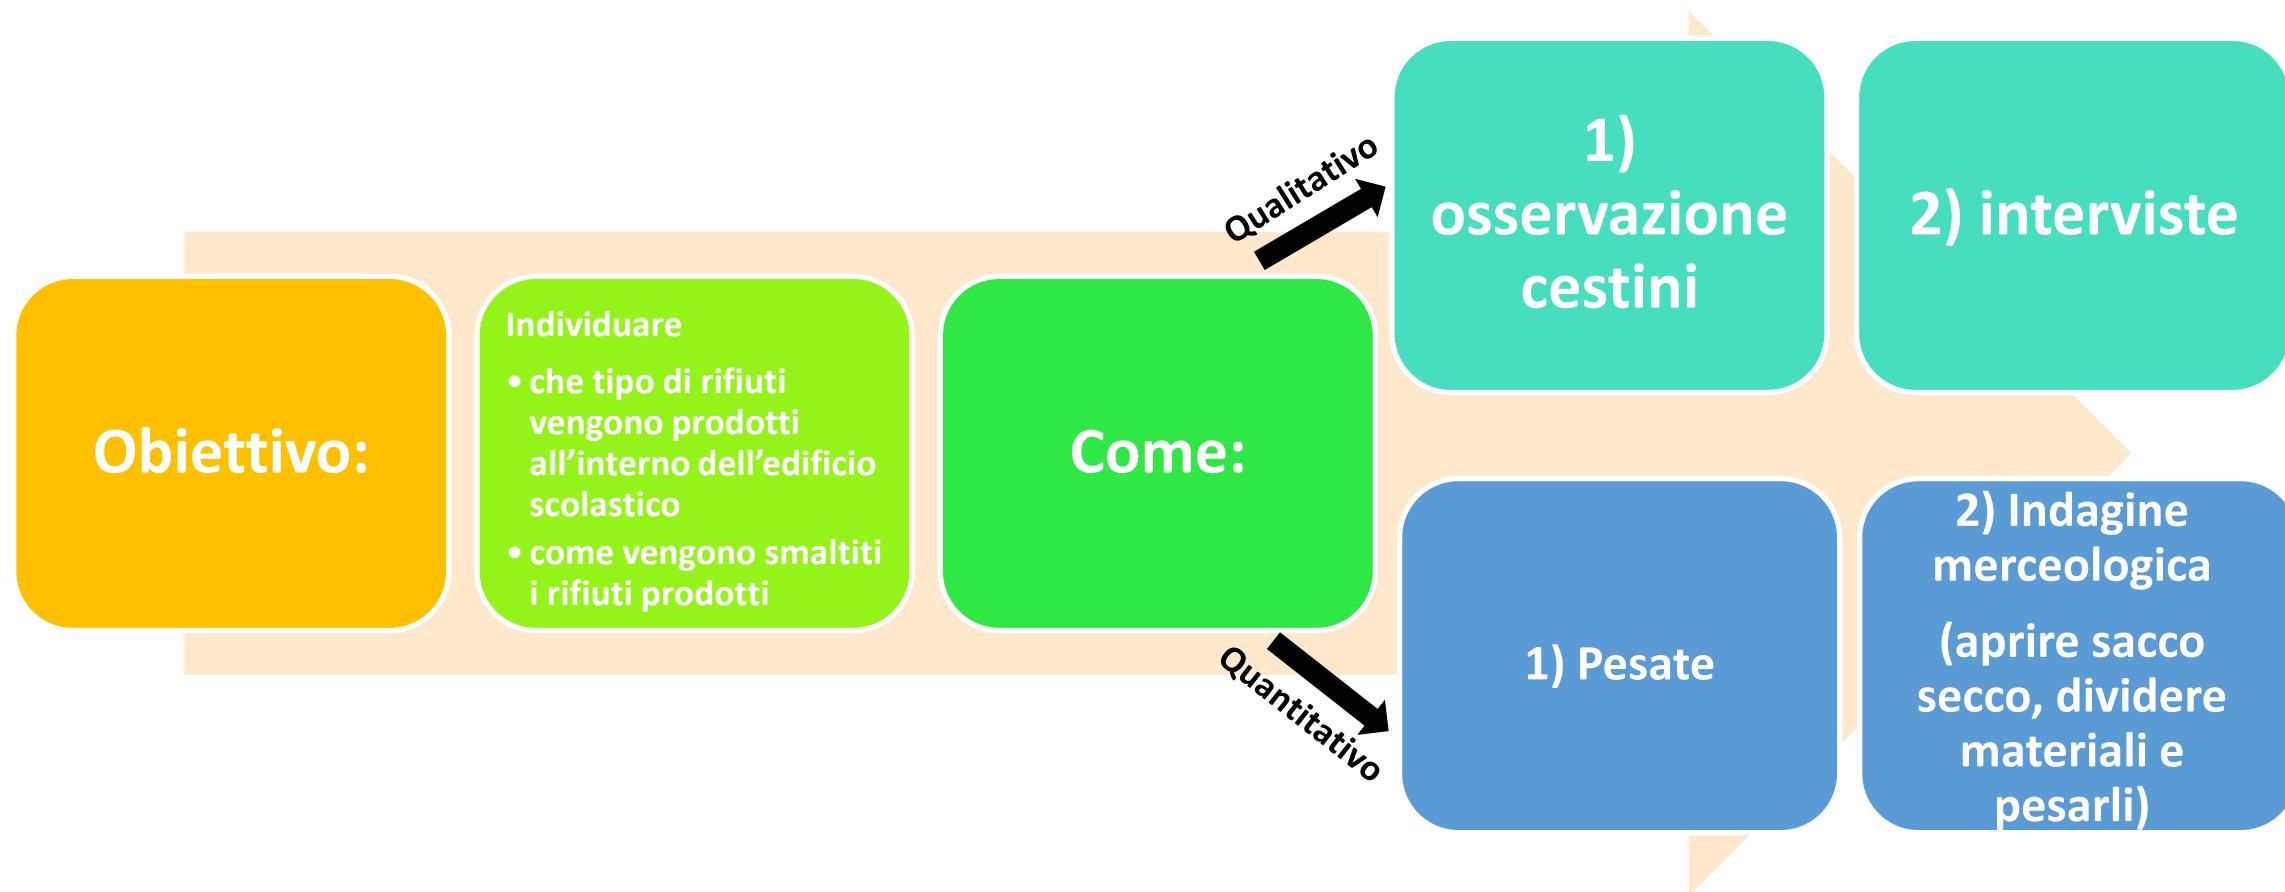 Obiettivo:
Individuare
• che tipo di rifiuti
vengono prodotti
all’interno dell’edificio
scolastico
• come vengono smaltiti
i rifiuti prodotti
Come:
Qualitativo
1)
osservazione
cestini
2) interviste
Quantitativo
1) Pesate
2) Indagine
merceologica
(aprire sacco
secco, dividere
materiali e
pesarli)